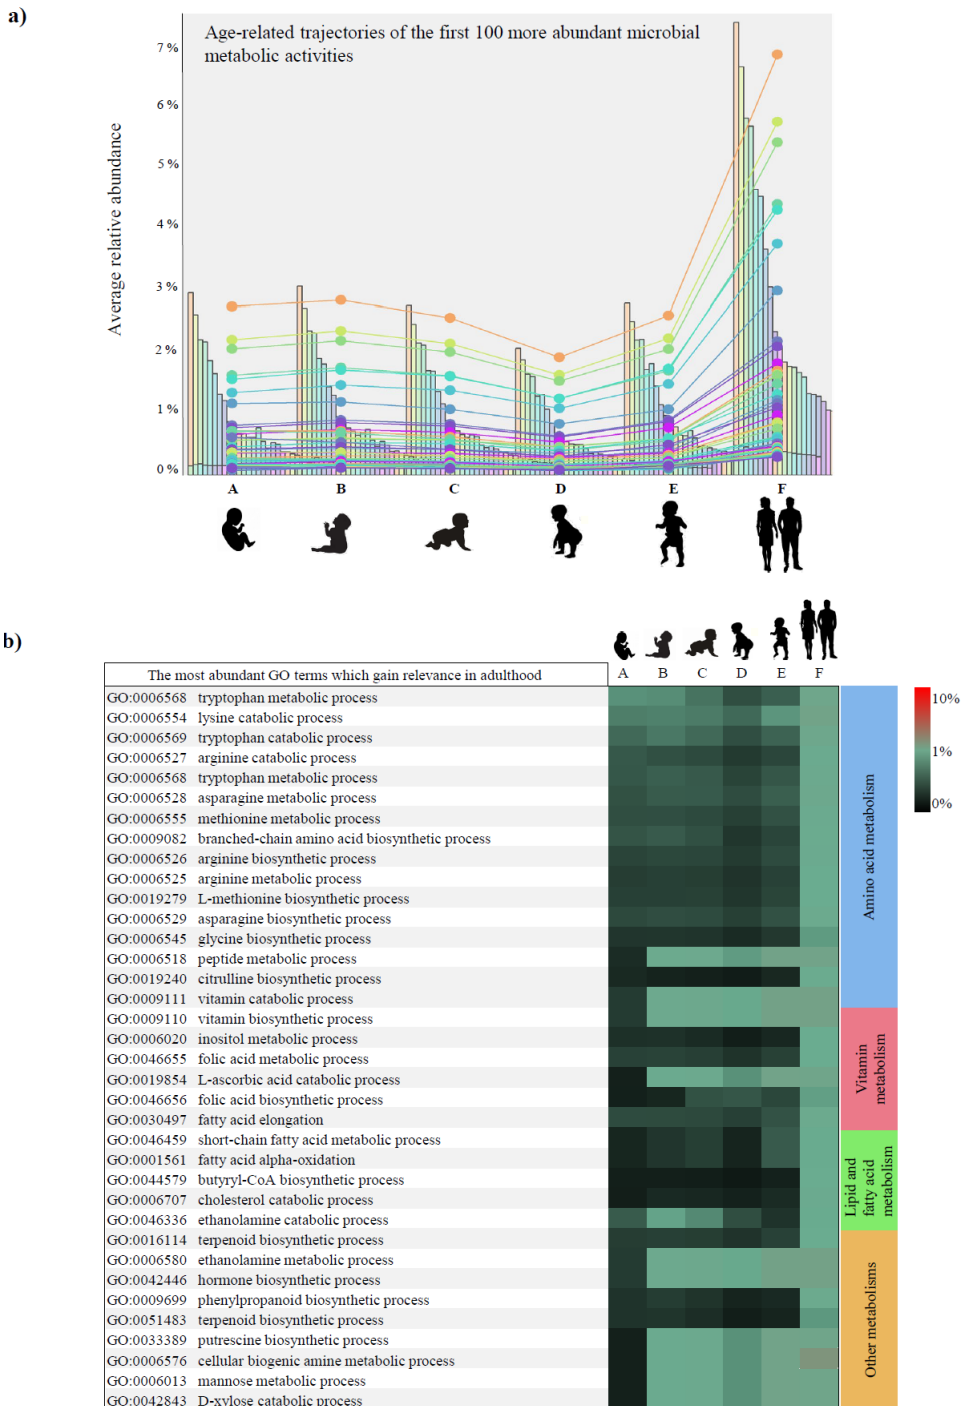 a)
Age-related trajectories of the first 100 more abundant microbial
metabolic activities
Average relative abundance
7 %
6 %
5 %
4 %
3 %
2 %
1 %
0 %
A B C D E F
b)
The most abundant GO terms which gain relevance in adulthood A B C D E F
GO:0006568 tryptophan metabolic process
GO:0006554 lysine catabolic process
GO:0006569 tryptophan catabolic process
GO:0006527 arginine catabolic process
GO:0006568 tryptophan metabolic process
GO:0006528 asparagine metabolic process
GO:0006555 methionine metabolic process
GO:0009082 branched-chain amino acid biosynthetic process
GO:0006526 arginine biosynthetic process
GO:0006525 arginine metabolic process
GO:0019279 L-methionine biosynthetic process
GO:0006529 asparagine biosynthetic process
GO:0006545 glycine biosynthetic process
GO:0006518 peptide metabolic process
GO:0019240 citrulline biosynthetic process
GO:0009111 vitamin catabolic process
GO:0009110 vitamin biosynthetic process
GO:0006020 inositol metabolic process
GO:0046655 folic acid metabolic process
GO:0019854 L-ascorbic acid catabolic process
GO:0046656 folic acid biosynthetic process
GO:0030497 fatty acid elongation
GO:0046459 short-chain fatty acid metabolic process
GO:0001561 fatty acid alpha-oxidation
GO:0044579 butyryl-CoA biosynthetic process
GO:0006707 cholesterol catabolic process
GO:0046336 ethanolamine catabolic process
GO:0016114 terpenoid biosynthetic process
GO:0006580 ethanolamine metabolic process
GO:0042446 hormone biosynthetic process
GO:0009699 phenylpropanoid biosynthetic process
GO:0051483 terpenoid biosynthetic process
GO:0033389 putrescine biosynthetic process
GO:0006576 cellular biogenic amine metabolic process
GO:0006013 mannose metabolic process
GO:0042843 D-xylose catabolic process
Amino acid metabolism
Vitamin
metabolism
Lipid and
fatty acid
metabolism
Other metabolisms
10%
1%
0%